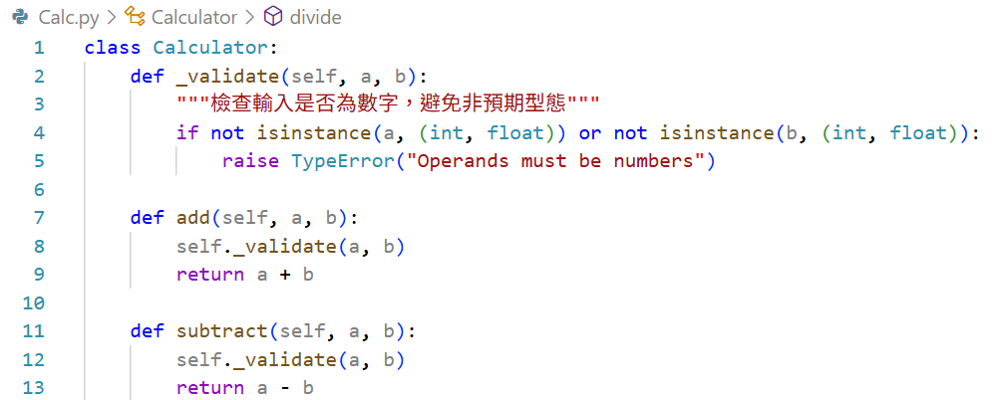 Calc.py > Calculator > divide
1 class Calculator:
2     def _validate(self, a, b):
3         """檢查輸入是否為數字，避免非預期型態"""
4         if not isinstance(a, (int, float)) or not isinstance(b, (int, float)):
5             raise TypeError("Operands must be numbers")
6
7     def add(self, a, b):
8         self._validate(a, b)
9         return a + b
10
11     def subtract(self, a, b):
12         self._validate(a, b)
13         return a - b